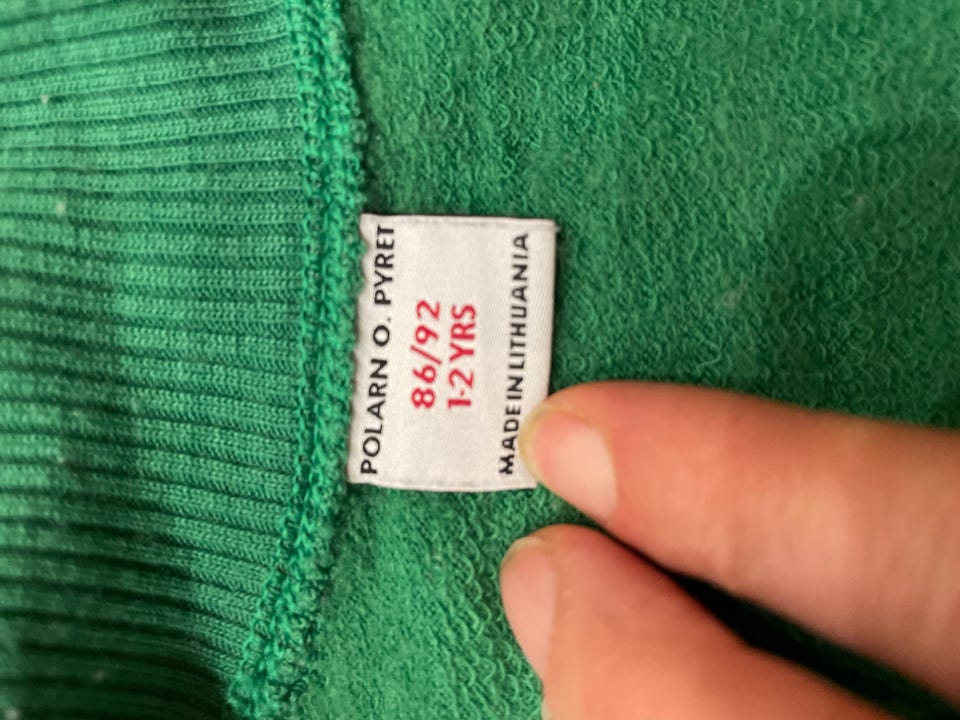 POLARN O. PYRET
86/92
1-2 YRS
MADE IN LITHUANIA